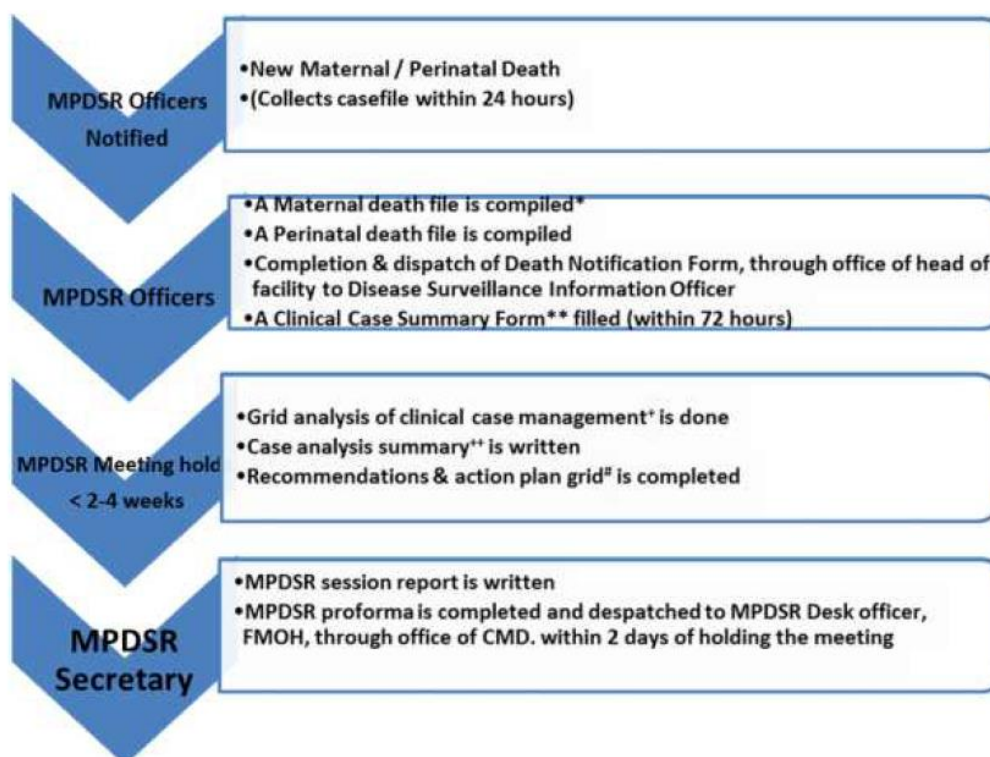 MPDSR Officers
Notified
•New Maternal / Perinatal Death
•(Collects casefile within 24 hours)
MPDSR Officers
•A Maternal death file is compiled*
•A Perinatal death file is compiled
•Completion & dispatch of Death Notification Form, through office of head of
facility to Disease Surveillance Information Officer
•A Clinical Case Summary Form** filled (within 72 hours)
MPDSR Meeting hold
< 2-4 weeks
•Grid analysis of clinical case management⁺ is done
•Case analysis summary⁺⁺ is written
•Recommendations & action plan grid# is completed
MPDSR
Secretary
•MPDSR session report is written
•MPDSR proforma is completed and despatched to MPDSR Desk officer,
FMOH, through office of CMD. within 2 days of holding the meeting